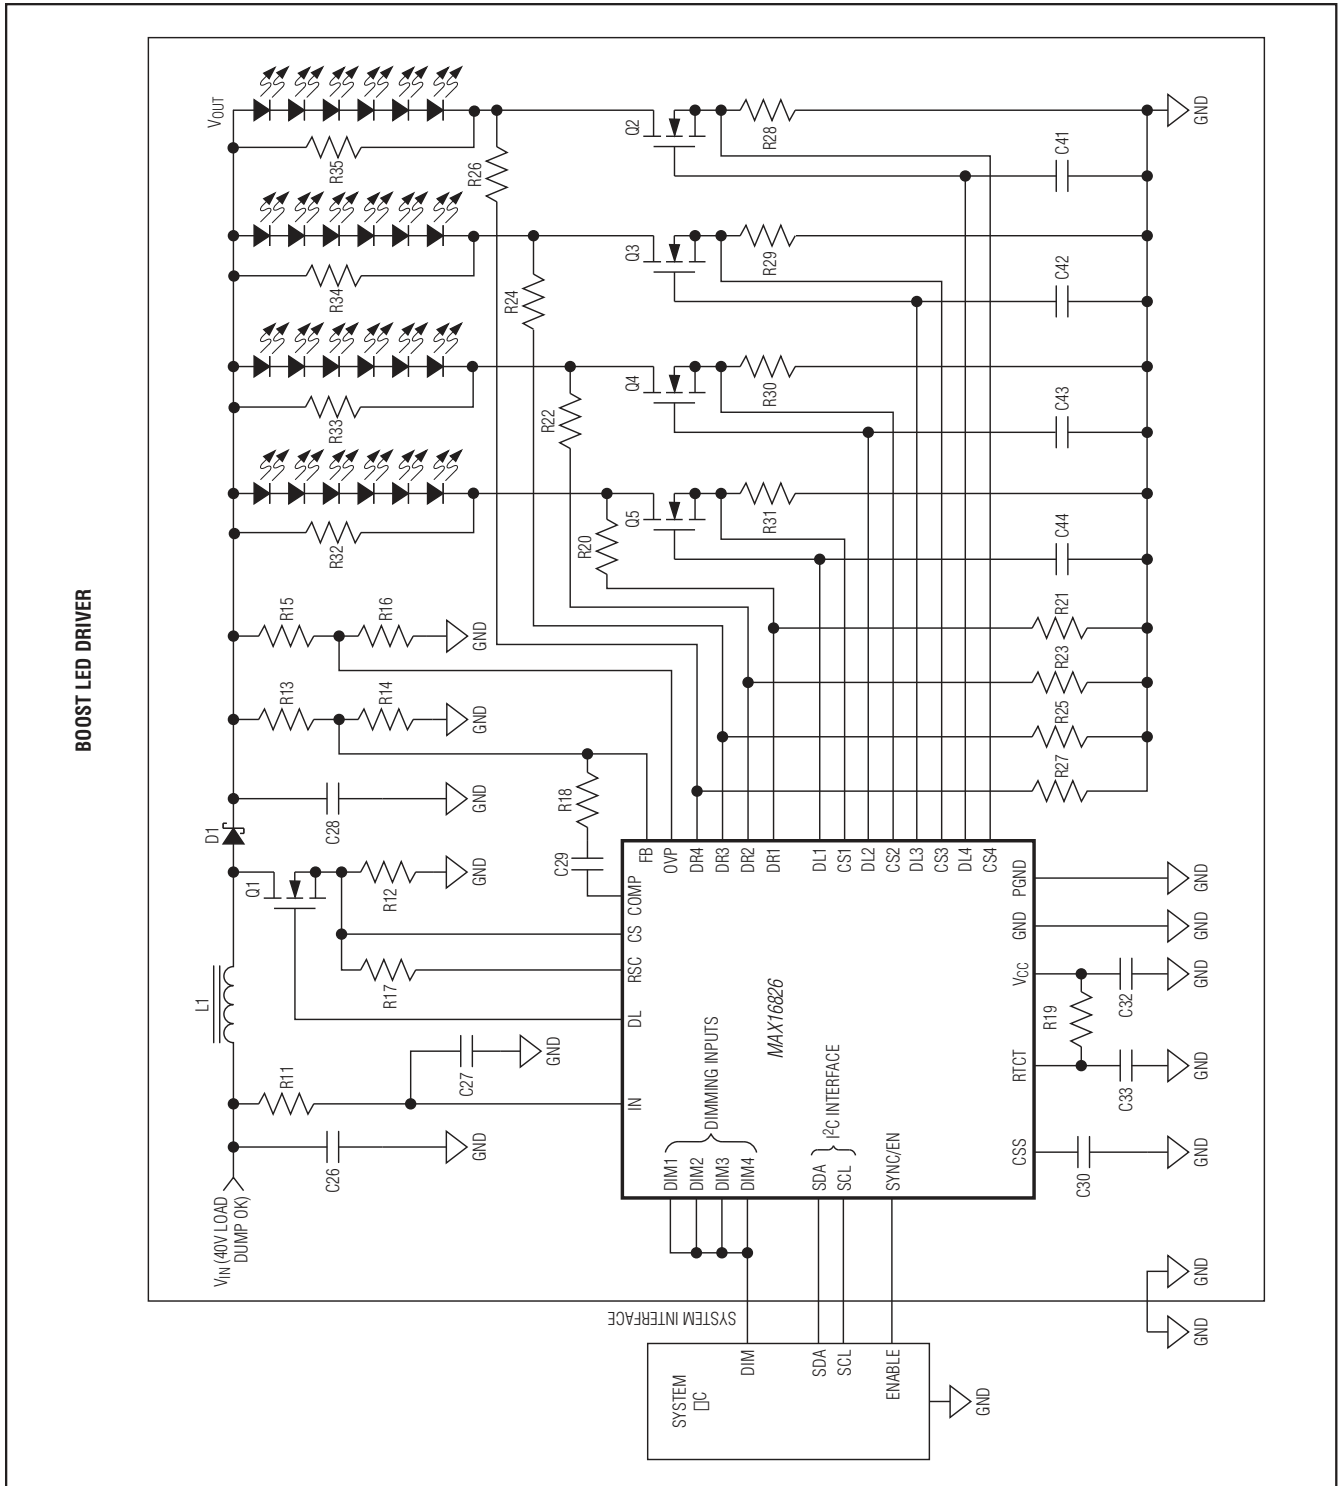 BOOST LED DRIVER
VIN (40V LOAD
DUMP OK)
L1
D1
VOUT
C26
GND
R11
C27
GND
Q1
R12
GND
R17
C28
GND
R13
R14
GND
R15
R16
GND
R32
R33
R34
R35
R18
C29
R20
R22
R24
R26
Q5
Q4
Q3
Q2
R31
R30
R29
R28
C44
C43
C42
C41
GND
R21
R23
R25
R27
IN
DL
RSC
CS
COMP
FB
OVP
DR4
DR3
DR2
DR1
DL1
CS1
DL2
CS2
DL3
CS3
DL4
CS4
MAX16826
DIM1
DIM2
DIM3
DIM4
DIMMING INPUTS
SDA
SCL
I2C INTERFACE
SYNC/EN
CSS
RTCT
VCC
GND
PGND
C30
GND
C33
GND
R19
C32
GND
GND
GND
SYSTEM INTERFACE
SYSTEM
□C
DIM
SDA
SCL
ENABLE
GND
GND
GND